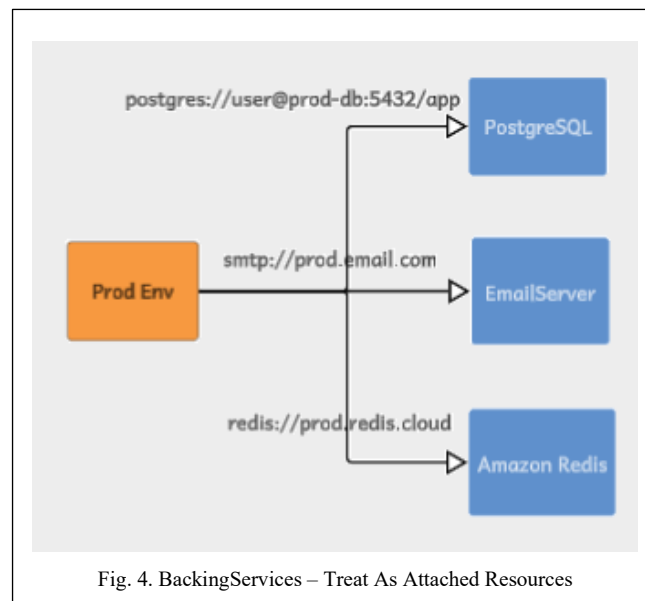 postgres://user@prod-db:5432/app
PostgreSQL
smtp://prod.email.com
Prod Env
EmailServer
redis://prod.redis.cloud
Amazon Redis
Fig. 4. BackingServices – Treat As Attached Resources